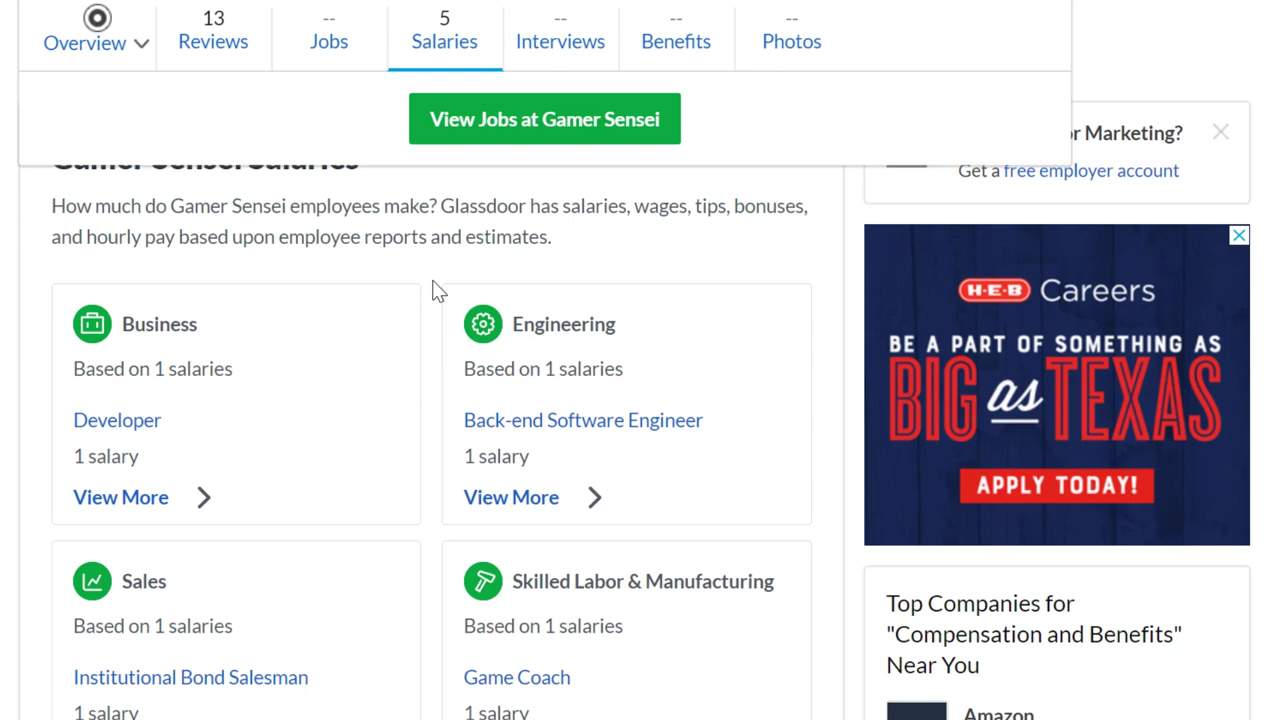 13 -- 5 -- -- --
Overview Reviews Jobs Salaries Interviews Benefits Photos
View Jobs at Gamer Sensei
Gamer Sensei Salaries
How much do Gamer Sensei employees make? Glassdoor has salaries, wages, tips, bonuses,
and hourly pay based upon employee reports and estimates.
Business
Based on 1 salaries
Developer
1 salary
View More
Engineering
Based on 1 salaries
Back-end Software Engineer
1 salary
View More
Sales
Based on 1 salaries
Institutional Bond Salesman
1 salary
Skilled Labor & Manufacturing
Based on 1 salaries
Game Coach
1 salary
r Marketing?
Get a free employer account
H-E-B Careers
BE A PART OF SOMETHING AS
BIG as TEXAS
APPLY TODAY!
Top Companies for
"Compensation and Benefits"
Near You
Amazon